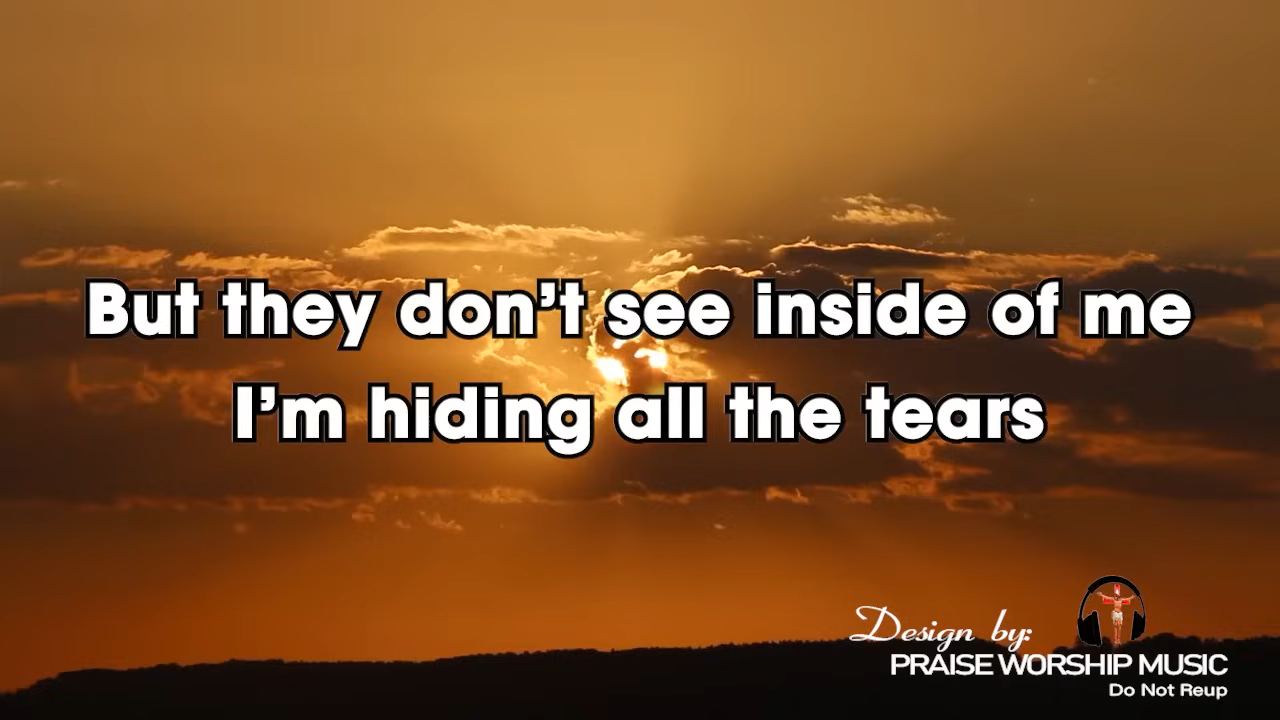 But they don’t see inside of me
I’m hiding all the tears
Design by:
PRAISE WORSHIP MUSIC
Do Not Reup